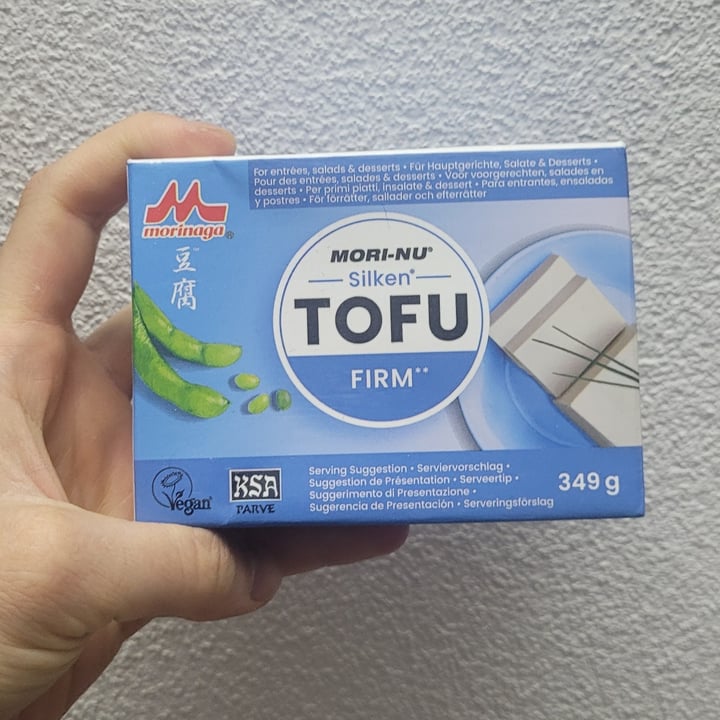 For entrées, salads & desserts • Für Hauptgerichte, Salate & Desserts •
Pour des entrées, salades & desserts • Voor voorgerechten, salades en
desserts • Per primi piatti, insalate & dessert • Para entrantes, ensaladas
y postres • För förrätter, sallader och efterrätter
morinaga®
豆腐™
MORI-NU®
Silken®
TOFU
FIRM**
Vegan
KSA
PARVE
Serving Suggestion • Serviervorschlag •
Suggestion de Présentation • Serveertip •
Suggerimento di Presentazione •
Sugerencia de Presentación • Serveringsförslag
349 g